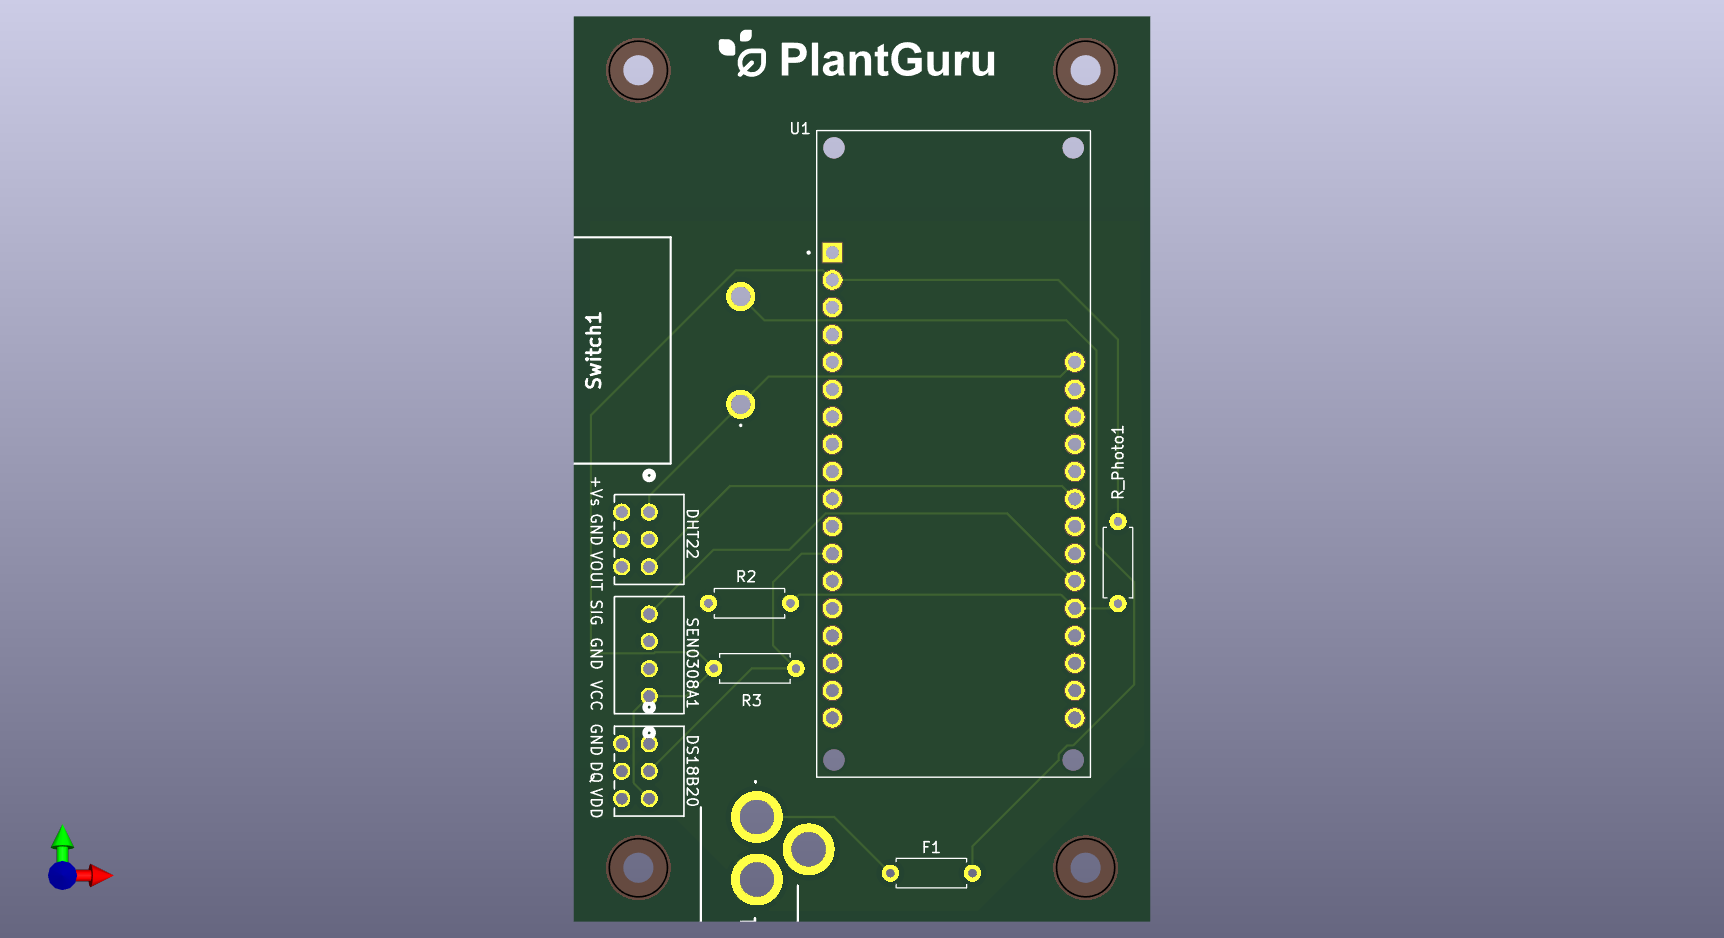 PlantGuru
U1
Switch1
R_Photo1
+Vs GND VOUT
DHT22
R2
SIG GND VCC
SEN0308A1
R3
GND DQ VDD
DS18B20
F1